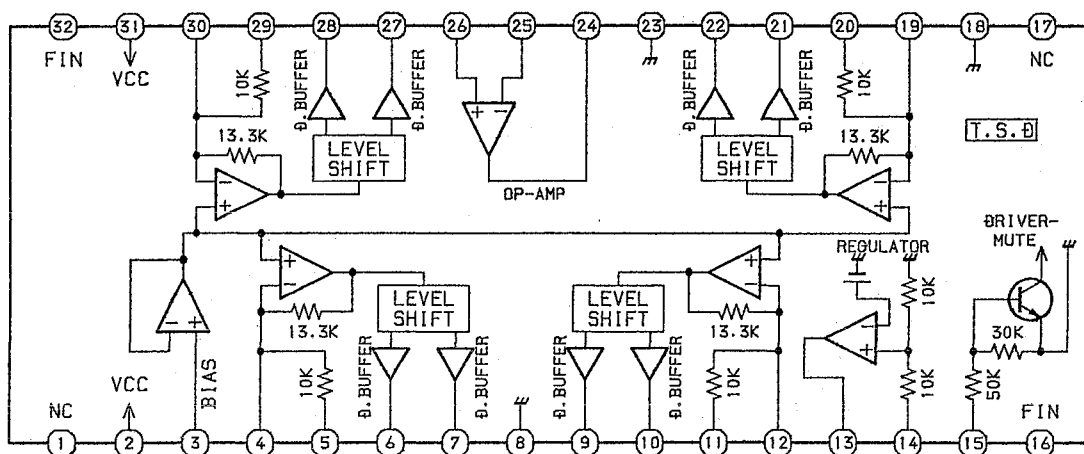 32 31 30 29 28 27 26 25 24 23 22 21 20 19 18 17
FIN
VCC
10K
D.BUFFER
D.BUFFER
D.BUFFER
D.BUFFER
10K
NC
13.3K
LEVEL
SHIFT
+ −
OP-AMP
LEVEL
SHIFT
13.3K
T.S.D
−
+
−
+
REGULATOR
DRIVER-
MUTE
+
−
13.3K
LEVEL
SHIFT
LEVEL
SHIFT
+
−
13.3K
10K
− +
−
+
30K
BIAS
VCC
NC
10K
D.BUFFER
D.BUFFER
D.BUFFER
D.BUFFER
10K
10K
50K
FIN
1 2 3 4 5 6 7 8 9 10 11 12 13 14 15 16